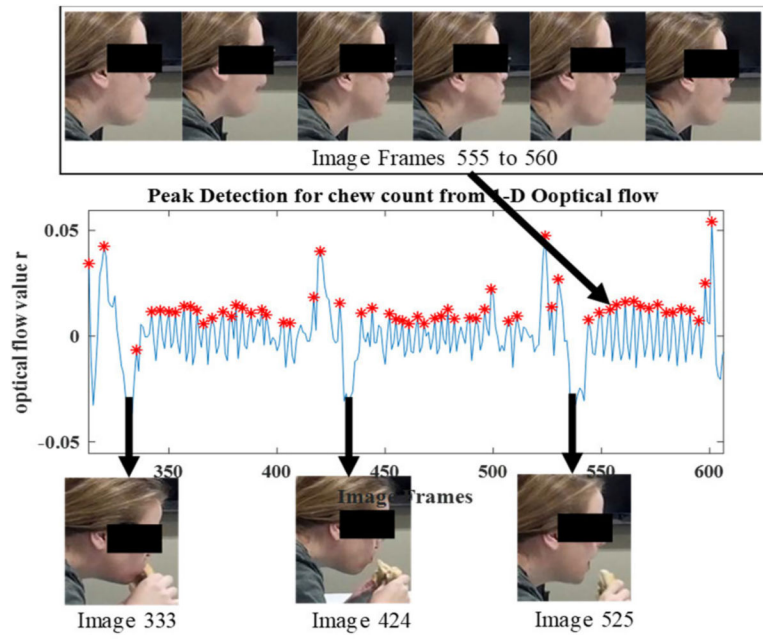 Image Frames 555 to 560
Peak Detection for chew count from 1-D Ooptical flow
optical flow value r
0.05
0
-0.05
350
400
450
500
550
600
Image Frames
Image 333
Image 424
Image 525